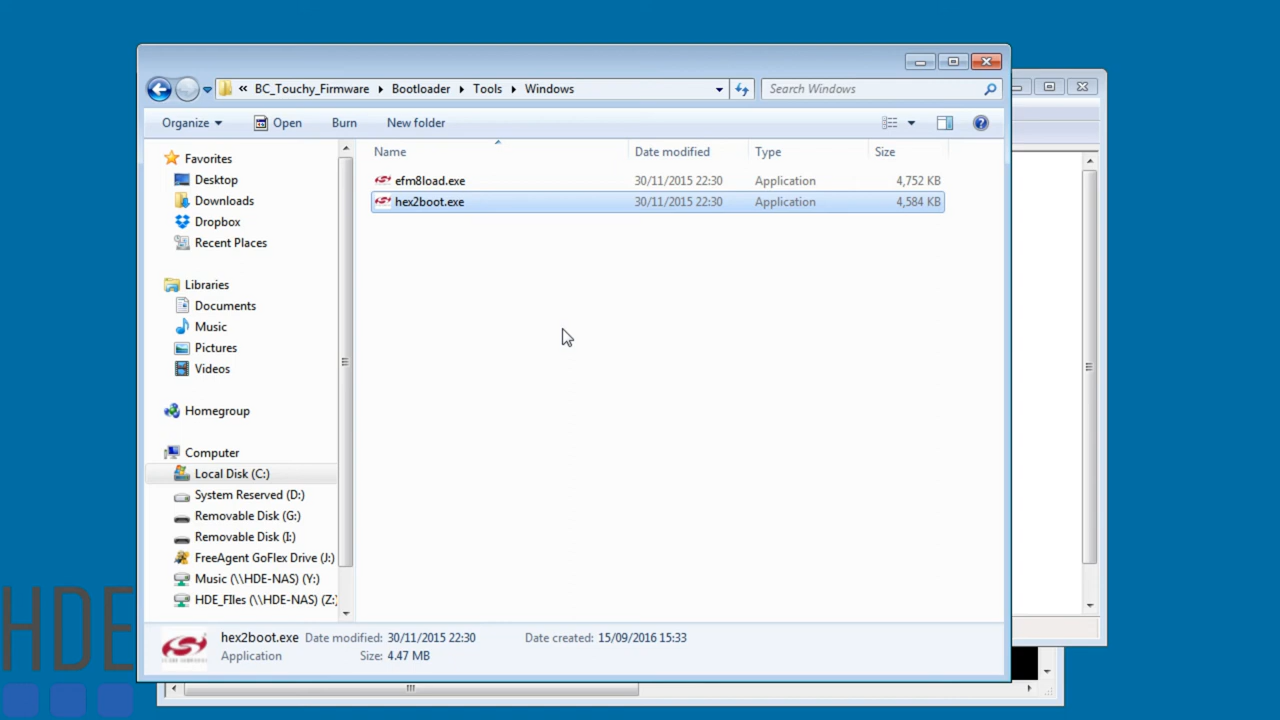 « BC_Touchy_Firmware Bootloader Tools Windows
Search Windows
Organize Open Burn New folder
Name Date modified Type Size
efm8load.exe 30/11/2015 22:30 Application 4,752 KB
hex2boot.exe 30/11/2015 22:30 Application 4,584 KB
Favorites
Desktop
Downloads
Dropbox
Recent Places
Libraries
Documents
Music
Pictures
Videos
Homegroup
Computer
Local Disk (C:)
System Reserved (D:)
Removable Disk (G:)
Removable Disk (I:)
FreeAgent GoFlex Drive (J:)
Music (\\HDE-NAS) (Y:)
HDE_FIles (\\HDE-NAS) (Z:
hex2boot.exe Date modified: 30/11/2015 22:30 Date created: 15/09/2016 15:33
Application Size: 4.47 MB
HDE